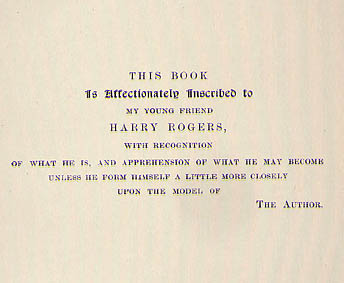 THIS BOOK
Is Affectionately Inscribed to
MY YOUNG FRIEND
HARRY ROGERS,
WITH RECOGNITION
OF WHAT HE IS, AND APPREHENSION OF WHAT HE MAY BECOME
UNLESS HE FORM HIMSELF A LITTLE MORE CLOSELY
UPON THE MODEL OF
THE AUTHOR.